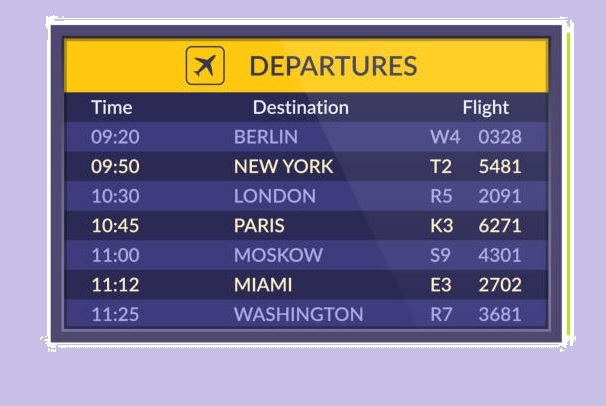 DEPARTURES
Time Destination Flight
09:20 BERLIN W4 0328
09:50 NEW YORK T2 5481
10:30 LONDON R5 2091
10:45 PARIS K3 6271
11:00 MOSKOW S9 4301
11:12 MIAMI E3 2702
11:25 WASHINGTON R7 3681